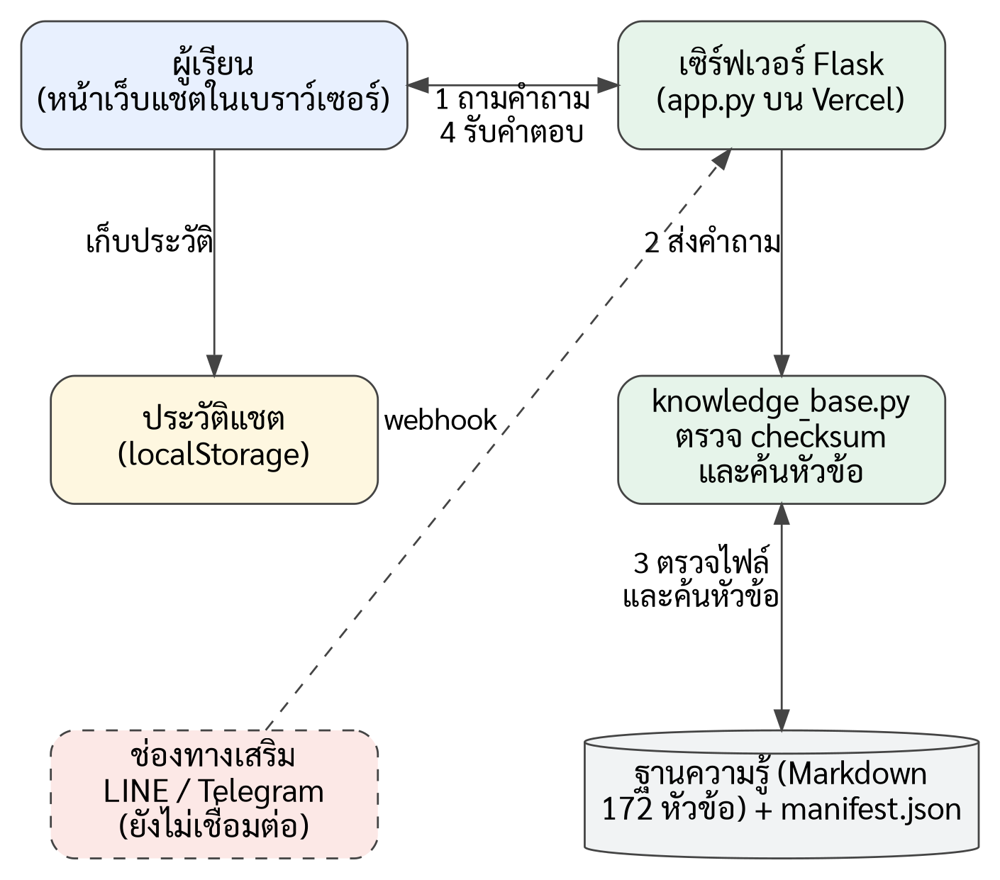 ผู้เรียน
(หน้าเว็บแชตในเบราว์เซอร์)
1 ถามคำถาม
4 รับคำตอบ
เซิร์ฟเวอร์ Flask
(app.py บน Vercel)
เก็บประวัติ
2 ส่งคำถาม
ประวัติแชต
(localStorage)
webhook
knowledge_base.py
ตรวจ checksum
และค้นหัวข้อ
3 ตรวจไฟล์
และค้นหัวข้อ
ช่องทางเสริม
LINE / Telegram
(ยังไม่เชื่อมต่อ)
ฐานความรู้ (Markdown
172 หัวข้อ) + manifest.json